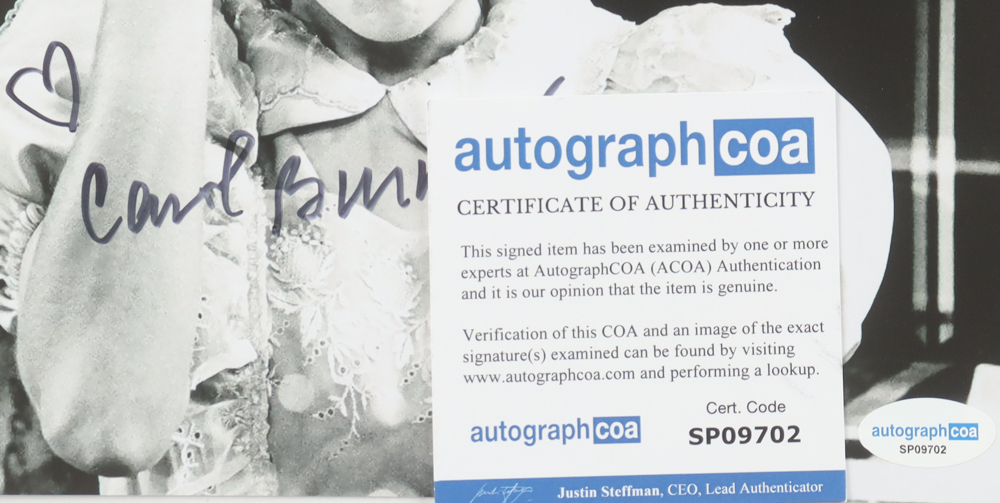 Carol Burn
autographcoa
CERTIFICATE OF AUTHENTICITY
This signed item has been examined by one or more
experts at AutographCOA (ACOA) Authentication
and it is our opinion that the item is genuine.
Verification of this COA and an image of the exact
signature(s) examined can be found by visiting
www.autographcoa.com and performing a lookup.
autographcoa
Cert. Code
SP09702
Justin Steffman, CEO, Lead Authenticator
autographcoa
SP09702